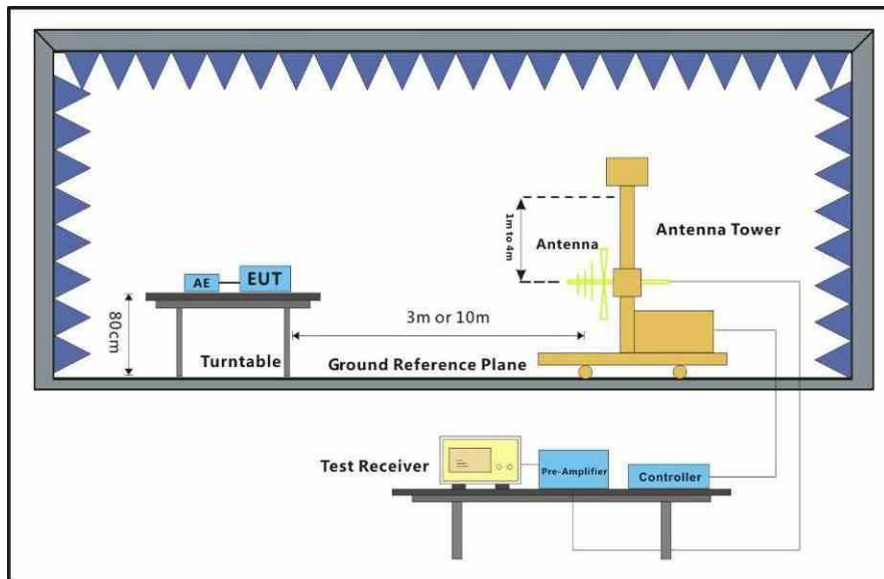 1m to 4m
Antenna
Antenna Tower
AE
EUT
80cm
3m or 10m
Turntable
Ground Reference Plane
Test Receiver
Pre-Amplifier
Controller